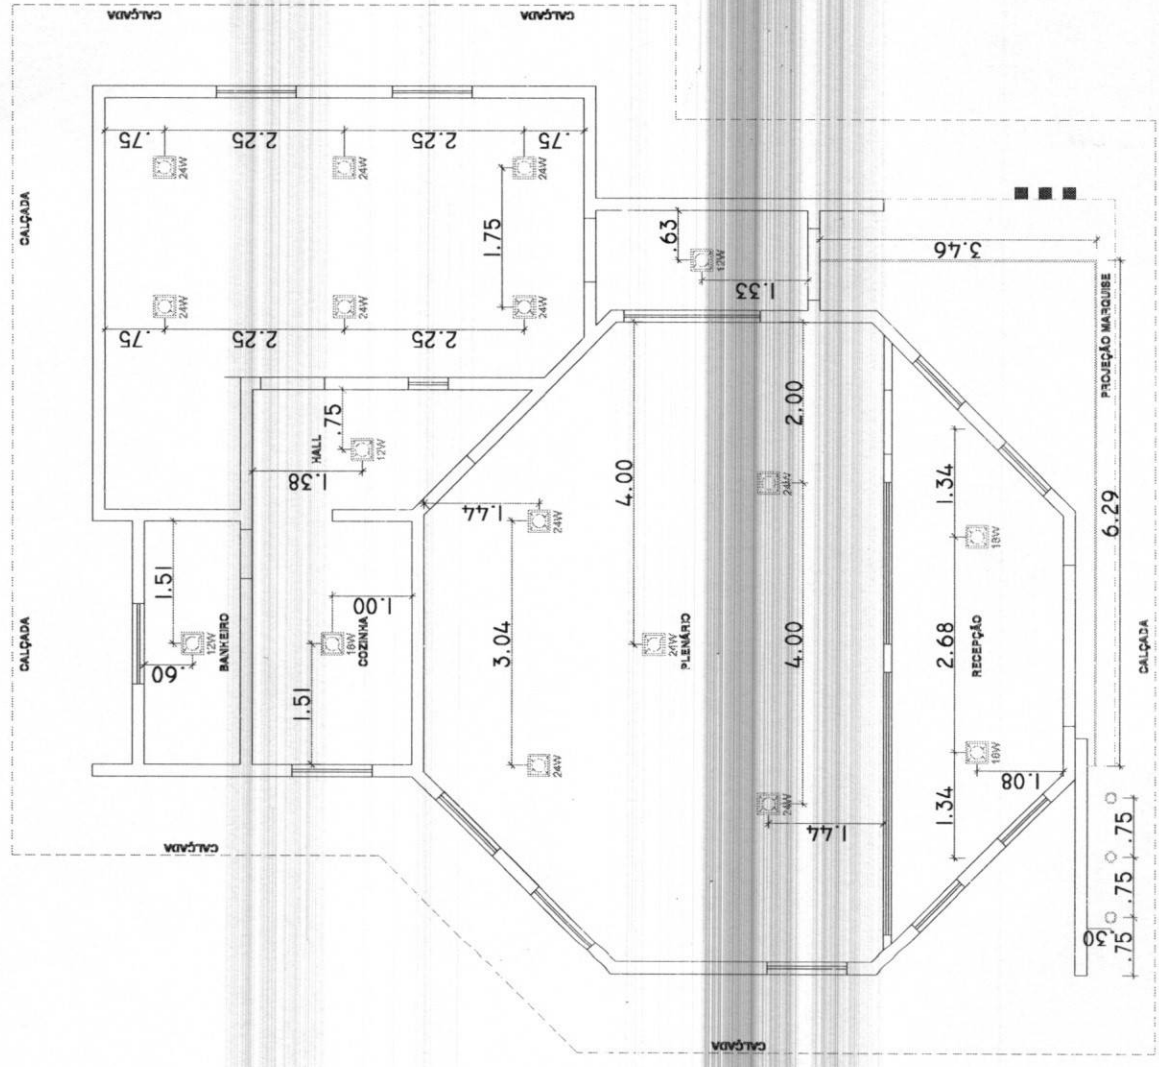 CALÇADA
CALÇADA
CALÇADA
.75
2.25
2.25
.75
24W
24W
24W
1.75
.63
12W
1.33
3.46
24W
24W
24W
.75
2.25
2.25
PROJEÇÃO MARQUISE
.75
HALL
12W
1.38
2.00
4.00
1.44
24W
24W
1.34
18W
6.29
CALÇADA
1.51
.60
12W
BANHEIRO
1.00
18W
COZINHA
1.51
3.04
24W
PLENÁRIO
4.00
2.68
RECEPÇÃO
CALÇADA
24W
24W
1.44
1.34
18W
1.08
CALÇADA
.75
.75
.75
.30
CALÇADA